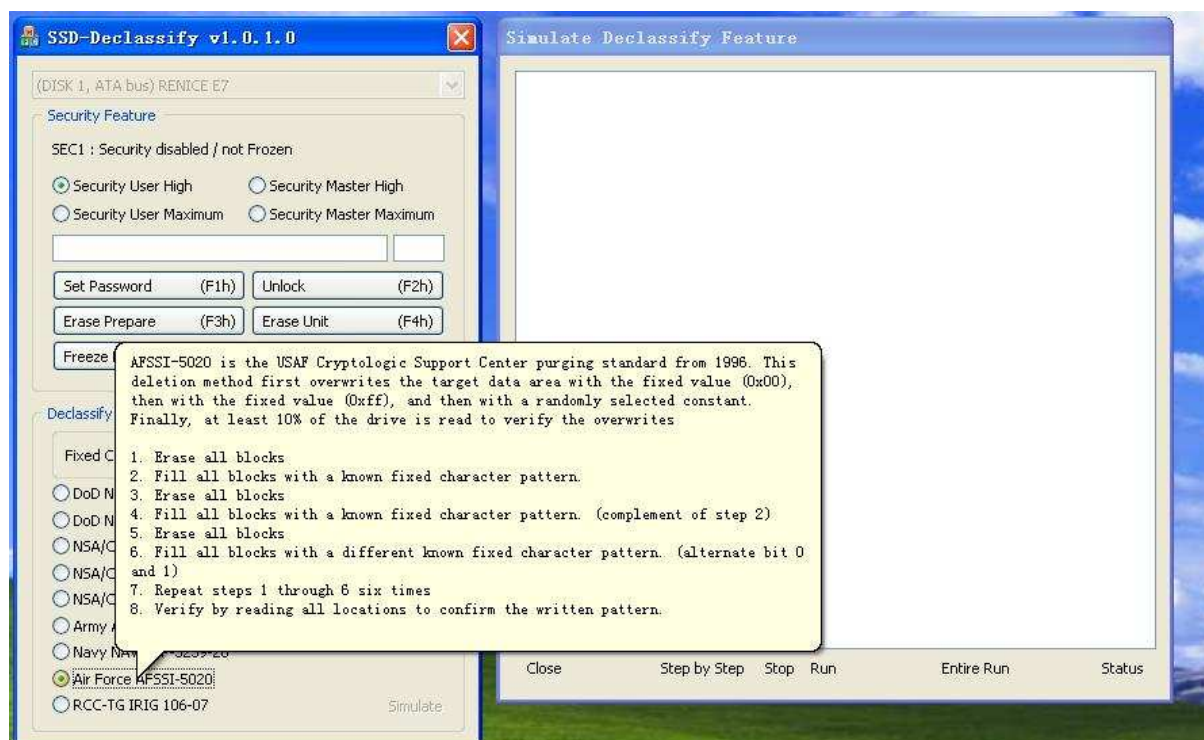 SSD-Declassify v1.0.1.0
(DISK 1, ATA bus) RENICE E7
Security Feature
SEC1 : Security disabled / not Frozen
Security User High Security Master High
Security User Maximum Security Master Maximum
Set Password (F1h) Unlock (F2h)
Erase Prepare (F3h) Erase Unit (F4h)
Freeze
AFSSI-5020 is the USAF Cryptologic Support Center purging standard from 1996. This
deletion method first overwrites the target data area with the fixed value (0x00),
then with the fixed value (0xff), and then with a randomly selected constant.
Finally, at least 10% of the drive is read to verify the overwrites
1. Erase all blocks
2. Fill all blocks with a known fixed character pattern.
3. Erase all blocks
4. Fill all blocks with a known fixed character pattern. (complement of step 2)
5. Erase all blocks
6. Fill all blocks with a different known fixed character pattern. (alternate bit 0
and 1)
7. Repeat steps 1 through 6 six times
8. Verify by reading all locations to confirm the written pattern.
Declassify
Fixed C
DoD N
DoD N
NSA/C
NSA/C
NSA/C
Army
Navy
Air Force AFSSI-5020
RCC-TG IRIG 106-07 Simulate
Simulate Declassify Feature
Close Step by Step Stop Run Entire Run Status